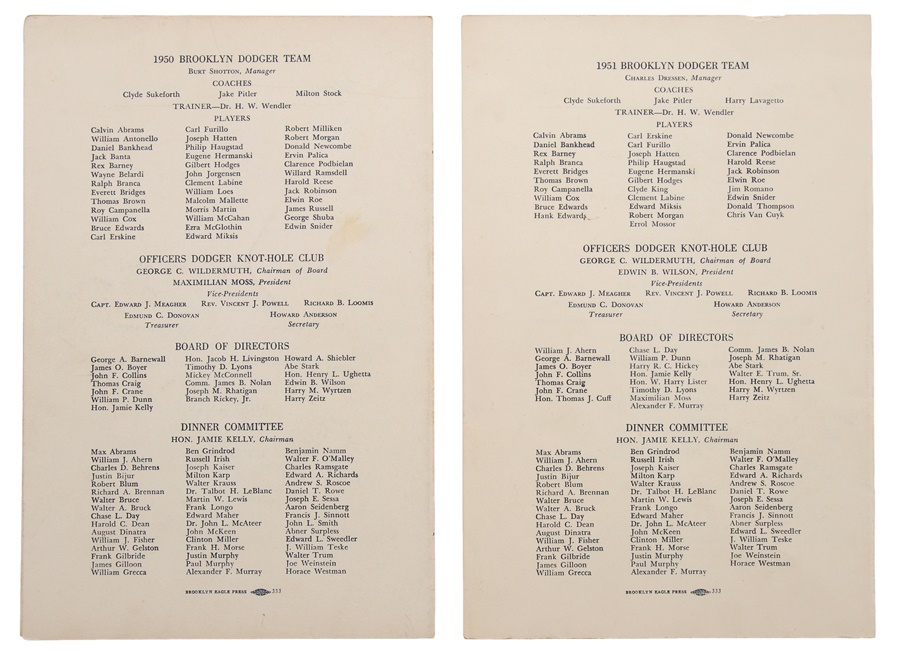 1950 BROOKLYN DODGER TEAM
BURT SHOTTON, Manager
COACHES
Clyde Sukeforth Jake Pitler Milton Stock
TRAINER—Dr. H. W. Wendler
PLAYERS
Calvin Abrams Carl Furillo Robert Milliken
William Antonello Joseph Hatten Robert Morgan
Daniel Bankhead Philip Haugstad Donald Newcombe
Jack Banta Eugene Hermanski Ervin Palica
Rex Barney Gilbert Hodges Clarence Podbielan
Wayne Belardi John Jorgensen Willard Ramsdell
Ralph Branca Clement Labine Harold Reese
Everett Bridges William Loes Jack Robinson
Thomas Brown Malcolm Mallette Elwin Roe
Roy Campanella Morris Martin James Russell
William Cox William McCahan George Shuba
Bruce Edwards Ezra McGlothin Edwin Snider
Carl Erskine Edward Miksis
OFFICERS DODGER KNOT-HOLE CLUB
GEORGE C. WILDERMUTH, Chairman of Board
MAXIMILIAN MOSS, President
Vice-Presidents
CAPT. EDWARD J. MEAGHER REV. VINCENT J. POWELL RICHARD B. LOOMIS
EDMUND C. DONOVAN HOWARD ANDERSON
Treasurer Secretary
BOARD OF DIRECTORS
George A. Barnewall Hon. Jacob H. Livingston Howard A. Shiebler
James O. Boyer Timothy D. Lyons Abe Stark
John F. Collins Mickey McConnell Hon. Henry L. Ughetta
Thomas Craig Comm. James B. Nolan Edwin B. Wilson
John F. Crane Joseph M. Rhatigan Harry M. Wyrtzen
William P. Dunn Branch Rickey, Jr. Harry Zeitz
Hon. Jamie Kelly
DINNER COMMITTEE
HON. JAMIE KELLY, Chairman
Max Abrams Ben Grindrod Benjamin Namm
William J. Ahern Russell Irish Walter F. O'Malley
Charles D. Behrens Joseph Kaiser Charles Ramsgate
Justin Bijur Milton Karp Edward A. Richards
Robert Blum Walter Krauss Andrew S. Roscoe
Richard A. Brennan Dr. Talbot H. LeBlanc Daniel T. Rowe
Walter Bruce Martin W. Lewis Joseph E. Sessa
Walter A. Bruck Frank Longo Aaron Seidenberg
Chase L. Day Edward Maher Francis J. Sinnott
Harold C. Dean Dr. John L. McAteer John L. Smith
August Dinatra John McKeen Abner Surpless
William J. Fisher Clinton Miller Edward L. Sweedler
Arthur W. Gelston Frank H. Morse J. William Teske
Frank Gilbride Justin Murphy Walter Trum
James Gilloon Paul Murphy Joe Weinstein
William Grecca Alexander F. Murray Horace Westman
BROOKLYN EAGLE PRESS 333
1951 BROOKLYN DODGER TEAM
CHARLES DRESSEN, Manager
COACHES
Clyde Sukeforth Jake Pitler Harry Lavagetto
TRAINER—Dr. H. W. Wendler
PLAYERS
Calvin Abrams Carl Erskine Donald Newcombe
Daniel Bankhead Carl Furillo Ervin Palica
Rex Barney Joseph Hatten Clarence Podbielan
Ralph Branca Philip Haugstad Harold Reese
Everett Bridges Eugene Hermanski Jack Robinson
Thomas Brown Gilbert Hodges Elwin Roe
Roy Campanella Clyde King Jim Romano
William Cox Clement Labine Edwin Snider
Bruce Edwards Edward Miksis Donald Thompson
Hank Edwards Robert Morgan Chris Van Cuyk
Errol Mossor
OFFICERS DODGER KNOT-HOLE CLUB
GEORGE C. WILDERMUTH, Chairman of Board
EDWIN B. WILSON, President
Vice-Presidents
CAPT. EDWARD J. MEAGHER REV. VINCENT J. POWELL RICHARD B. LOOMIS
EDMUND C. DONOVAN HOWARD ANDERSON
Treasurer Secretary
BOARD OF DIRECTORS
William J. Ahern Chase L. Day Comm. James B. Nolan
George A. Barnewall William P. Dunn Joseph M. Rhatigan
James O. Boyer Harry R. C. Hickey Abe Stark
John F. Collins Hon. Jamie Kelly Walter E. Trum, Sr.
Thomas Craig Hon. W. Harry Lister Hon. Henry L. Ughetta
John F. Crane Timothy D. Lyons Harry M. Wyrtzen
Hon. Thomas J. Cuff Maximilian Moss Harry Zeitz
Alexander F. Murray
DINNER COMMITTEE
HON. JAMIE KELLY, Chairman
Max Abrams Ben Grindrod Benjamin Namm
William J. Ahern Russell Irish Walter F. O'Malley
Charles D. Behrens Joseph Kaiser Charles Ramsgate
Justin Bijur Milton Karp Edward A. Richards
Robert Blum Walter Krauss Andrew S. Roscoe
Richard A. Brennan Dr. Talbot H. LeBlanc Daniel T. Rowe
Walter Bruce Martin W. Lewis Joseph E. Sessa
Walter A. Bruck Frank Longo Aaron Seidenberg
Chase L. Day Edward Maher Francis J. Sinnott
Harold C. Dean Dr. John L. McAteer Abner Surpless
August Dinatra John McKeen Edward L. Sweedler
William J. Fisher Clinton Miller J. William Teske
Arthur W. Gelston Frank H. Morse Walter Trum
Frank Gilbride Justin Murphy Joe Weinstein
James Gilloon Paul Murphy Horace Westman
William Grecca Alexander F. Murray
BROOKLYN EAGLE PRESS 333